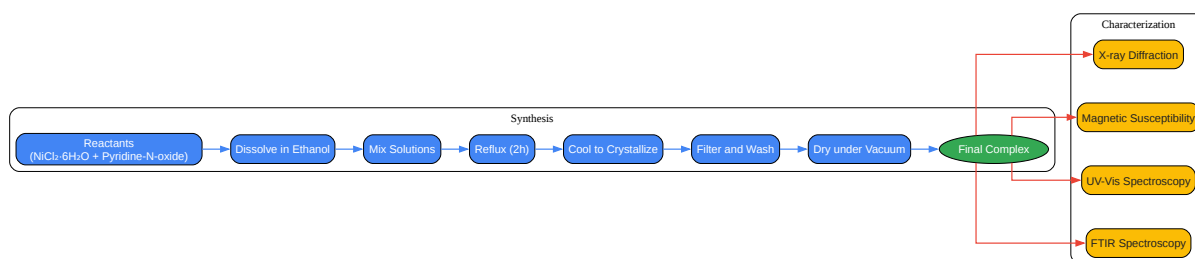 Synthesis
Reactants
(NiCl₂·6H₂O + Pyridine-N-oxide)
Dissolve in Ethanol
Mix Solutions
Reflux (2h)
Cool to Crystallize
Filter and Wash
Dry under Vacuum
Final Complex
Characterization
X-ray Diffraction
Magnetic Susceptibility
UV-Vis Spectroscopy
FTIR Spectroscopy